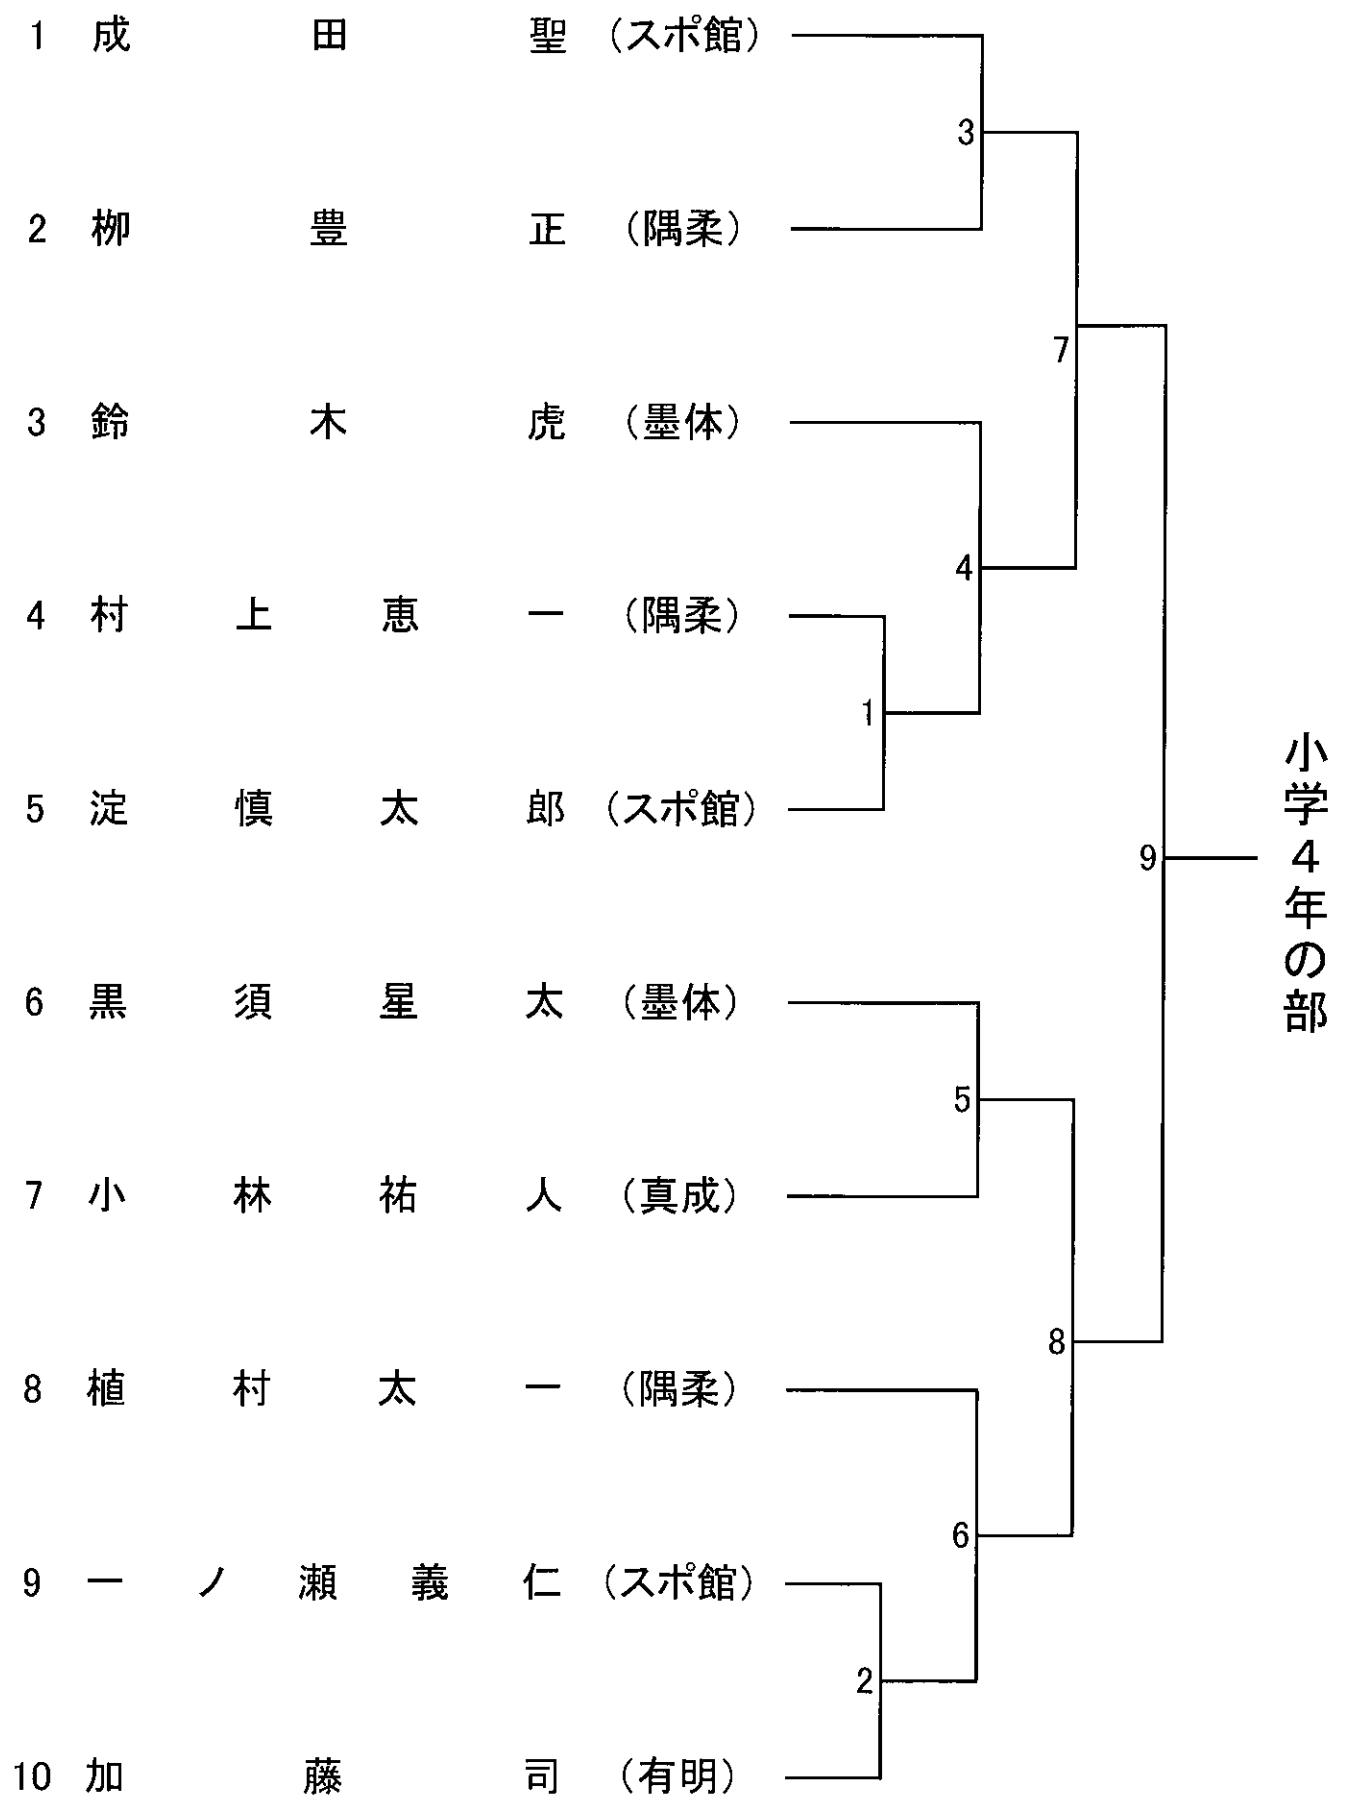 1 成田聖 (スポ館)
3
2 栁豊正 (隅柔)
7
3 鈴木虎 (墨体)
4
4 村上恵一 (隅柔)
1
5 淀慎太郎 (スポ館)
9
小学4年の部
6 黒須星太 (墨体)
5
7 小林祐人 (真成)
8
8 植村太一 (隅柔)
6
9 一ノ瀬義仁 (スポ館)
2
10 加藤司 (有明)